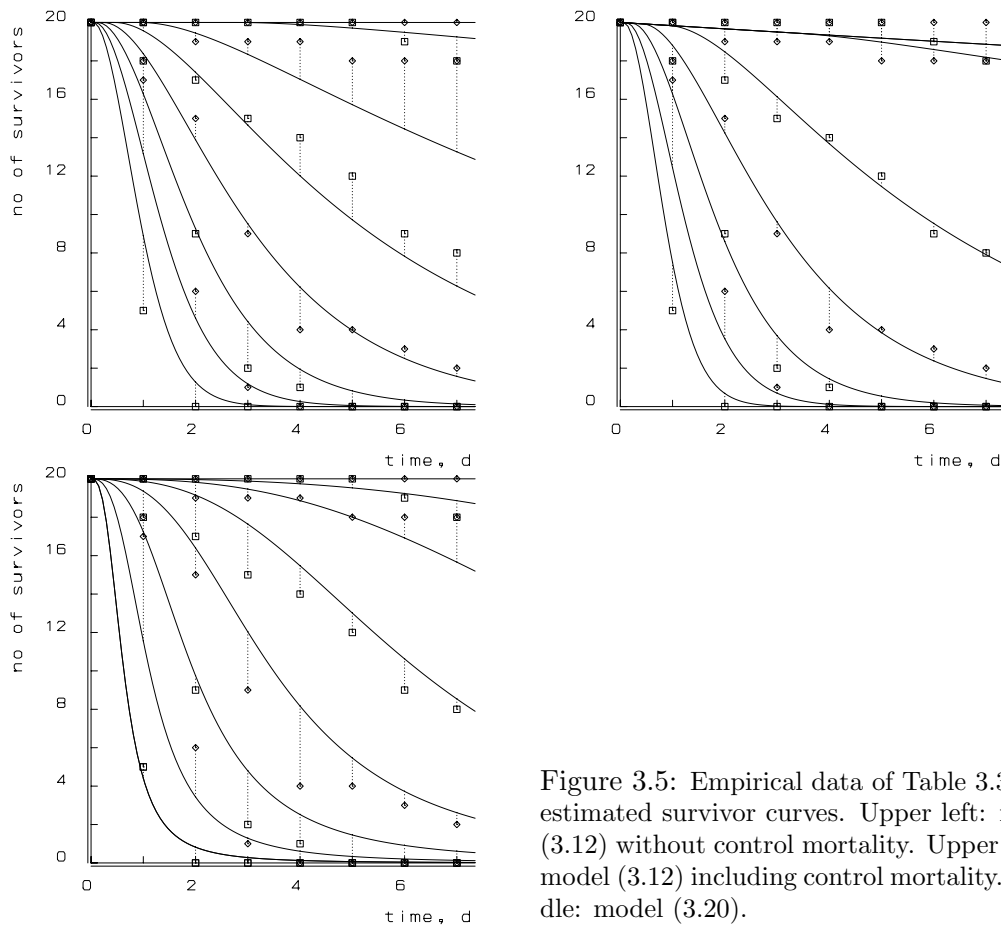 20 20
16 16
12 12
8 8
4 4
0 0
no of survivors
0 2 4 6 0 2 4 6
time, d time, d
20
16
12
8
4
0
no of survivors
0 2 4 6
time, d
Figure 3.5: Empirical data of Table 3.3
estimated survivor curves. Upper left:
(3.12) without control mortality. Upper
model (3.12) including control mortality.
dle: model (3.20).